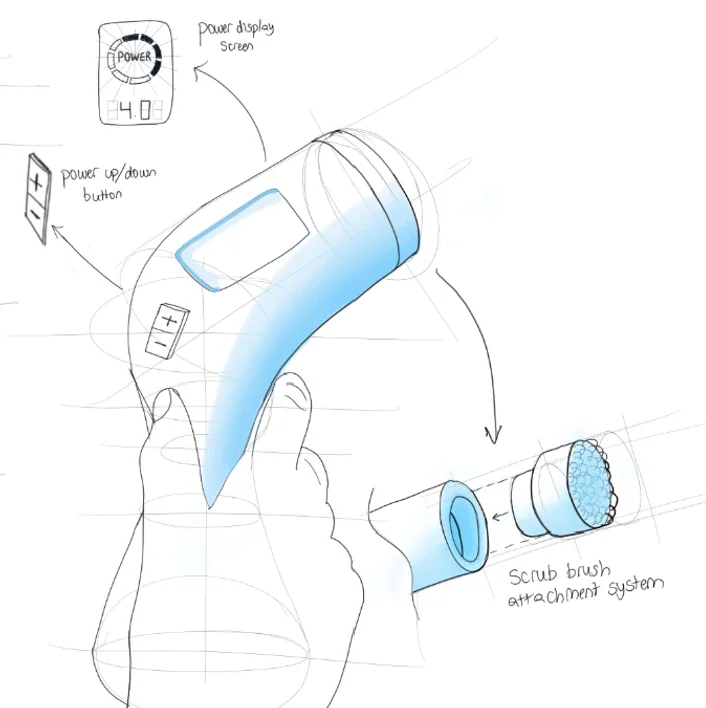 power display
screen
POWER
4.0
power up/down
button
+
-
+
-
Scrub brush
attachment system